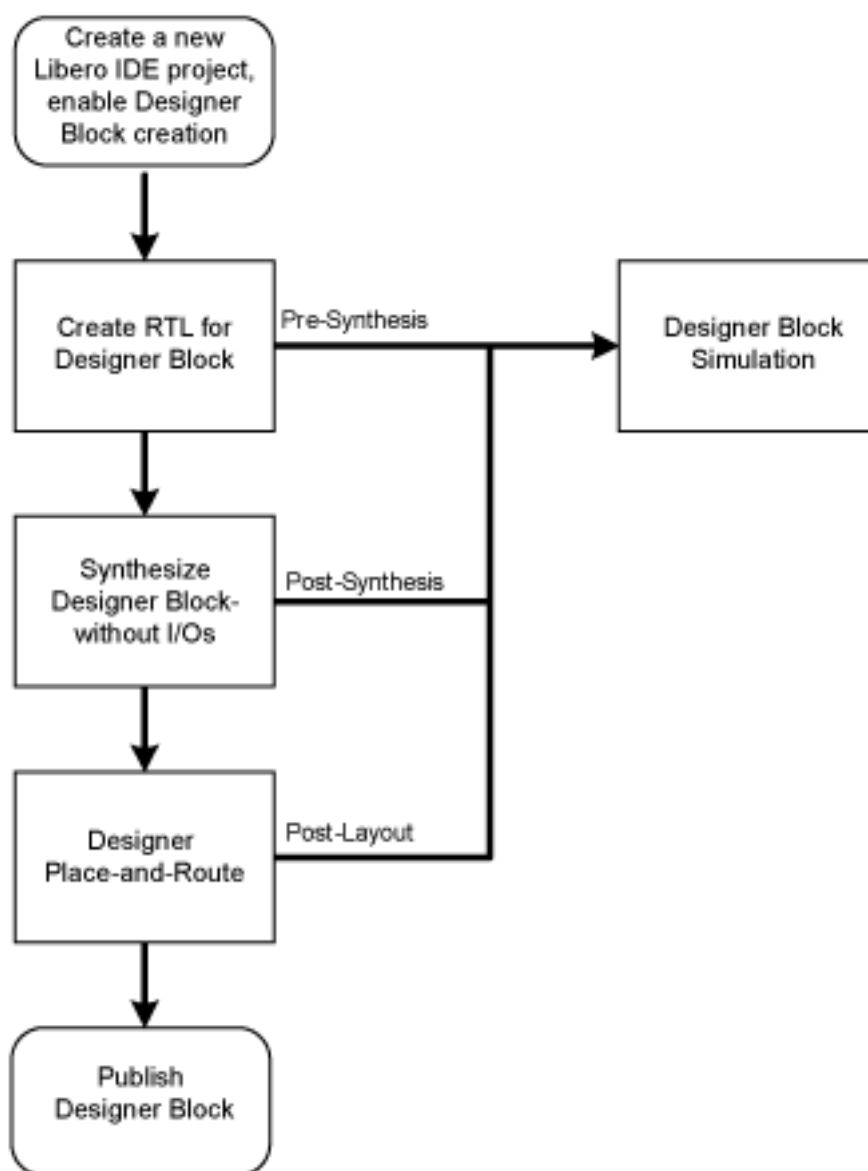 Create a new
Libero IDE project,
enable Designer
Block creation
Create RTL for
Designer Block
Pre-Synthesis
Designer Block
Simulation
Synthesize
Designer Block-
without I/Os
Post-Synthesis
Designer
Place-and-Route
Post-Layout
Publish
Designer Block